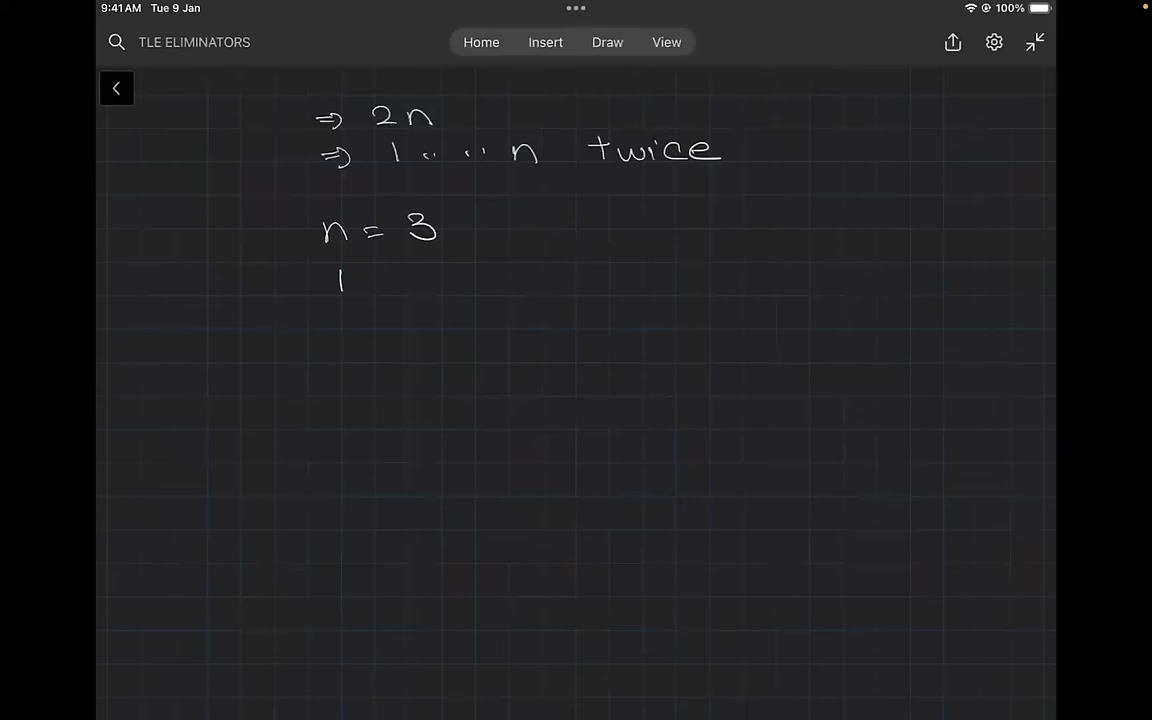 9:41 AM Tue 9 Jan
100%
TLE ELIMINATORS
Home Insert Draw View
⇒ 2n
⇒ 1 .. .. n twice
n = 3
1